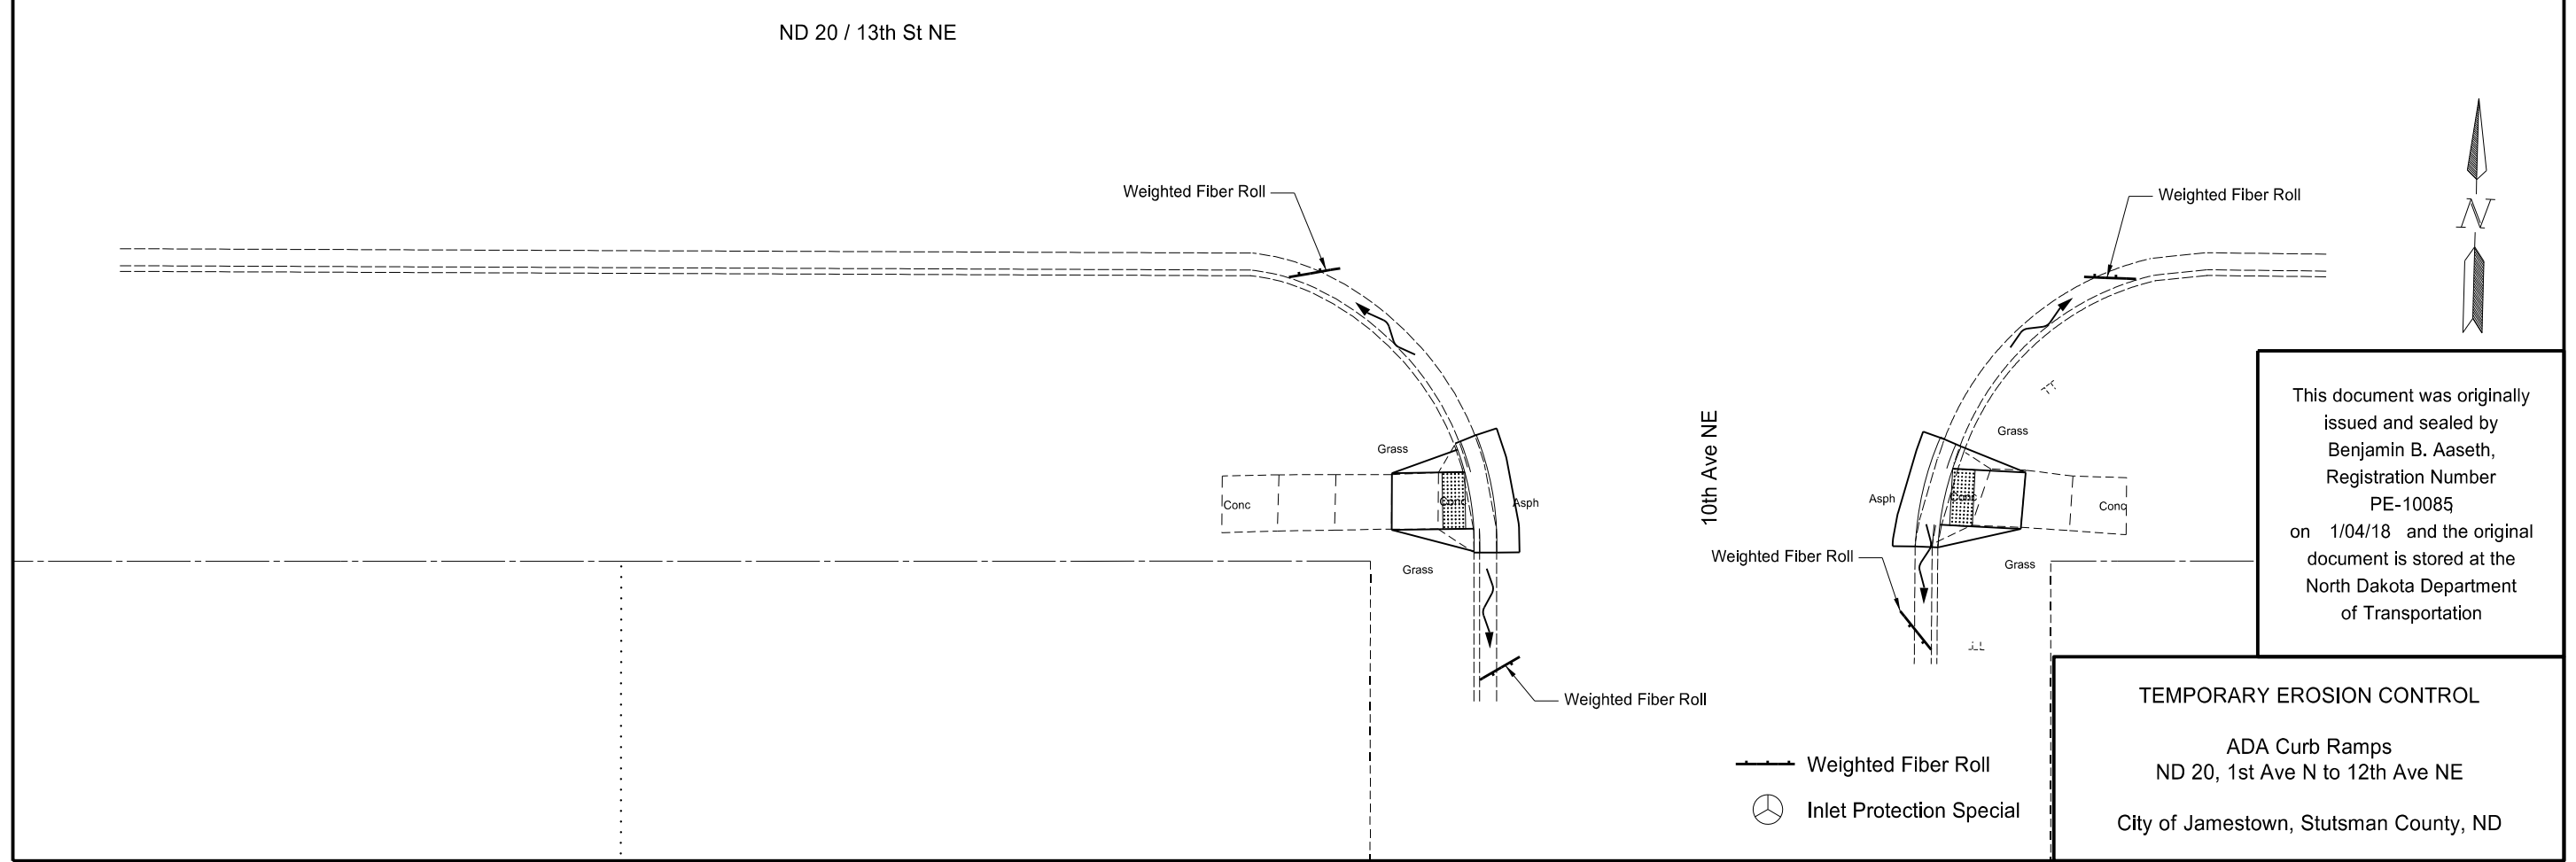 ND 20 / 13th St NE
Weighted Fiber Roll
Weighted Fiber Roll
N
Grass
Conc
Conc
Asph
Grass
Weighted Fiber Roll
10th Ave NE
Grass
Asph
Conc
Conc
Weighted Fiber Roll
Grass
This document was originally
issued and sealed by
Benjamin B. Aaseth,
Registration Number
PE-10085,
on 1/04/18 and the original
document is stored at the
North Dakota Department
of Transportation
Weighted Fiber Roll
Inlet Protection Special
TEMPORARY EROSION CONTROL
ADA Curb Ramps
ND 20, 1st Ave N to 12th Ave NE
City of Jamestown, Stutsman County, ND